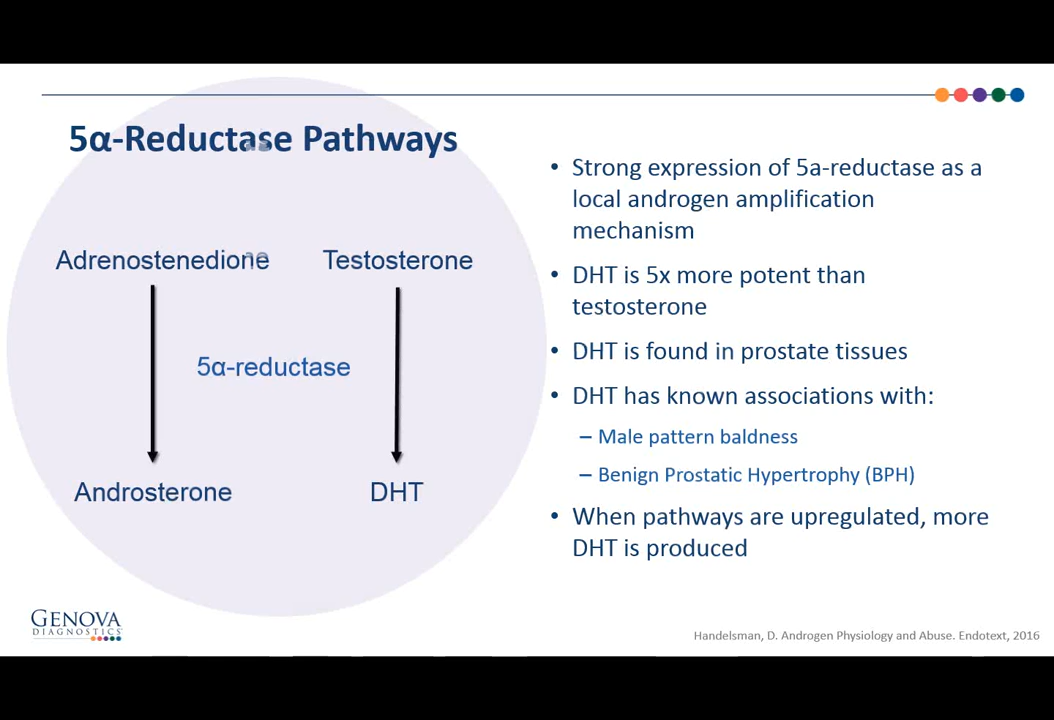 5α-Reductase Pathways
Adrenostenedione
Testosterone
5α-reductase
Androsterone
DHT
• Strong expression of 5a-reductase as a
local androgen amplification
mechanism
• DHT is 5x more potent than
testosterone
• DHT is found in prostate tissues
• DHT has known associations with:
– Male pattern baldness
– Benign Prostatic Hypertrophy (BPH)
• When pathways are upregulated, more
DHT is produced
GENOVA
DIAGNOSTICS
Handelsman, D. Androgen Physiology and Abuse. Endotext, 2016